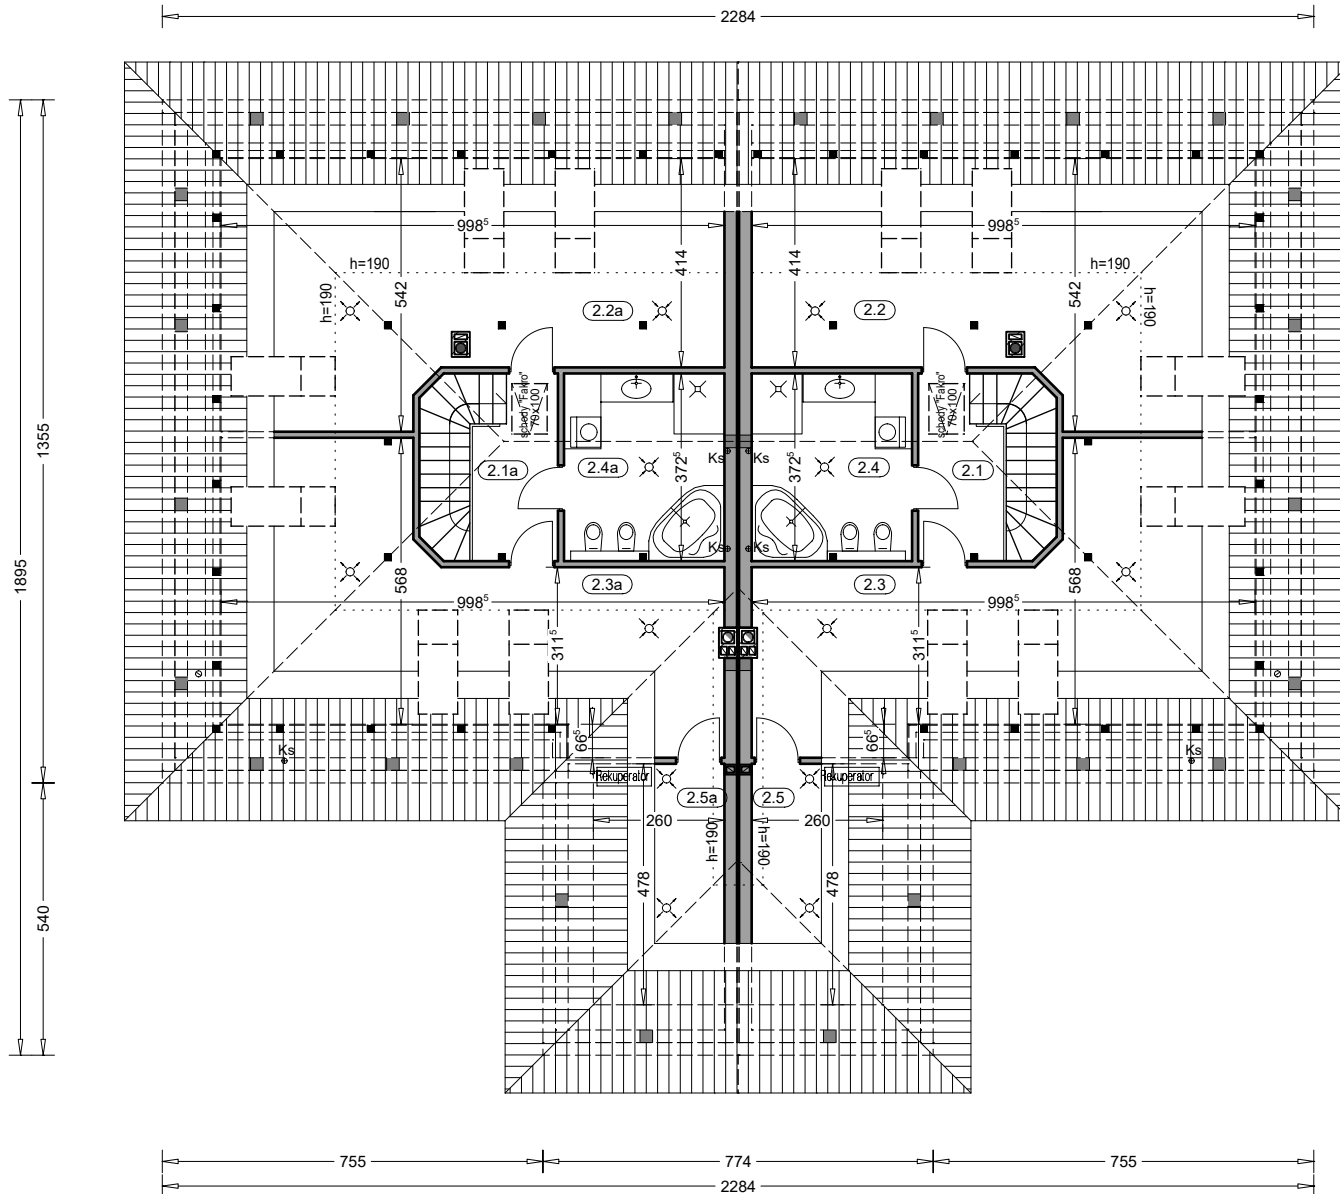 2284
h=190
h=190
h=190
h=190
998⁵
998⁵
542
414
414
542
2.2a
2.2
schody "Fakro"
70x100
schody "Fakro"
70x100
1355
1895
540
2.1a
2.4a
372⁵
Ks
Ks
372⁵
2.4
2.1
Ks
Ks
2.3a
2.3
568
998⁵
311⁵
998⁵
311⁵
568
Ks
66⁵
66⁵
Ks
Rekuperator
Rekuperator
2.5a
2.5
260
260
h=190
h=190
478
478
755
774
755
2284